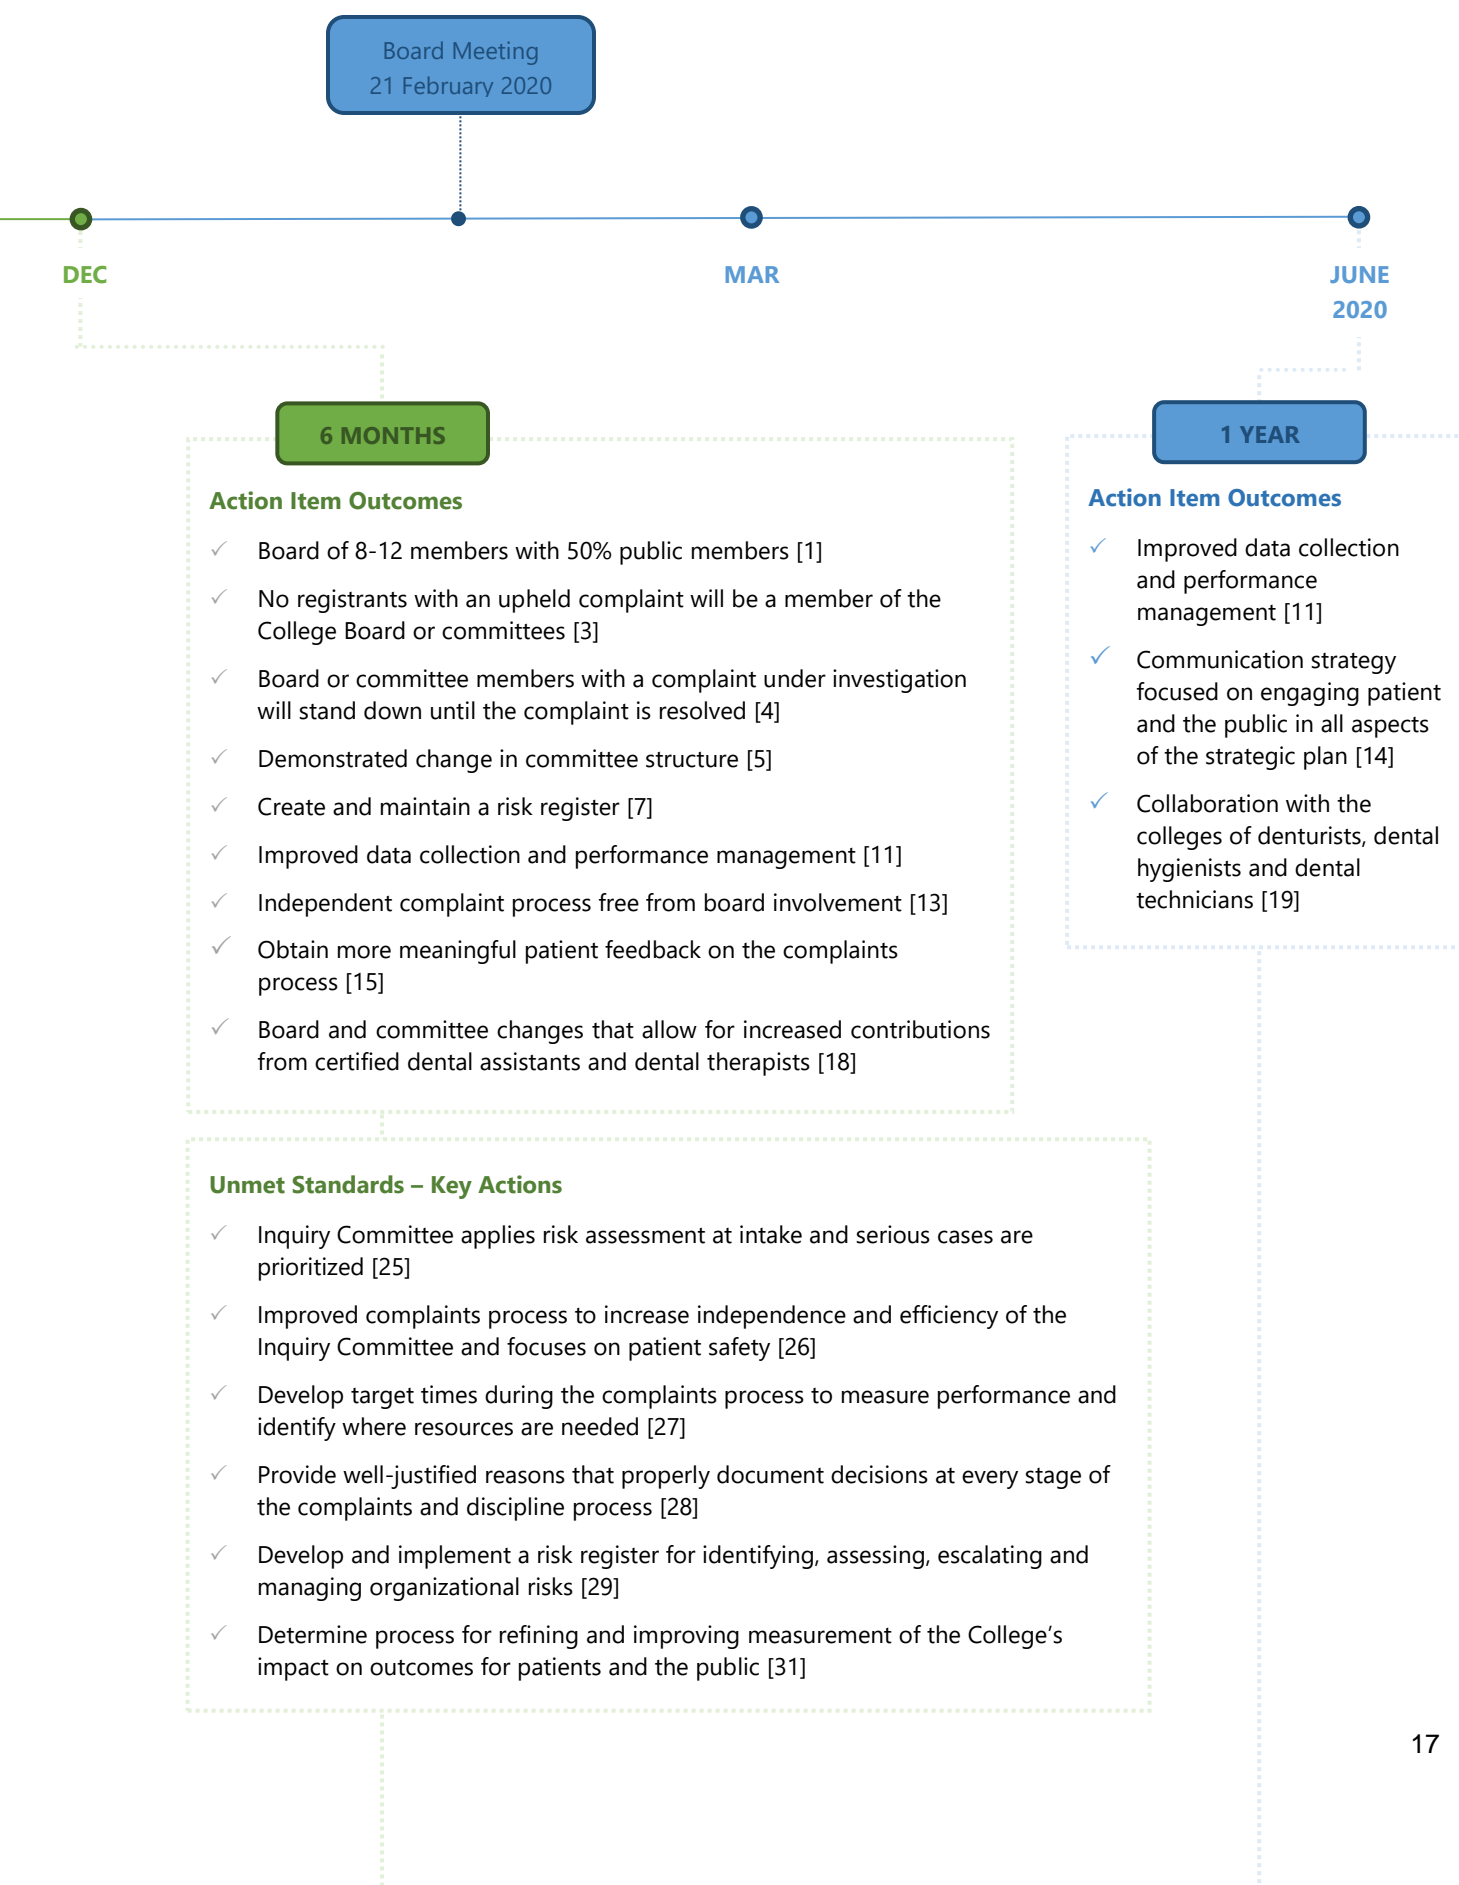 Board Meeting
21 February 2020
DEC
MAR
JUNE
2020
6 MONTHS
Action Item Outcomes
✓ Board of 8-12 members with 50% public members [1]
✓ No registrants with an upheld complaint will be a member of the
College Board or committees [3]
✓ Board or committee members with a complaint under investigation
will stand down until the complaint is resolved [4]
✓ Demonstrated change in committee structure [5]
✓ Create and maintain a risk register [7]
✓ Improved data collection and performance management [11]
✓ Independent complaint process free from board involvement [13]
✓ Obtain more meaningful patient feedback on the complaints
process [15]
✓ Board and committee changes that allow for increased contributions
from certified dental assistants and dental therapists [18]
1 YEAR
Action Item Outcomes
✓ Improved data collection
and performance
management [11]
✓ Communication strategy
focused on engaging patient
and the public in all aspects
of the strategic plan [14]
✓ Collaboration with the
colleges of denturists, dental
hygienists and dental
technicians [19]
Unmet Standards – Key Actions
✓ Inquiry Committee applies risk assessment at intake and serious cases are
prioritized [25]
✓ Improved complaints process to increase independence and efficiency of the
Inquiry Committee and focuses on patient safety [26]
✓ Develop target times during the complaints process to measure performance and
identify where resources are needed [27]
✓ Provide well-justified reasons that properly document decisions at every stage of
the complaints and discipline process [28]
✓ Develop and implement a risk register for identifying, assessing, escalating and
managing organizational risks [29]
✓ Determine process for refining and improving measurement of the College's
impact on outcomes for patients and the public [31]
17